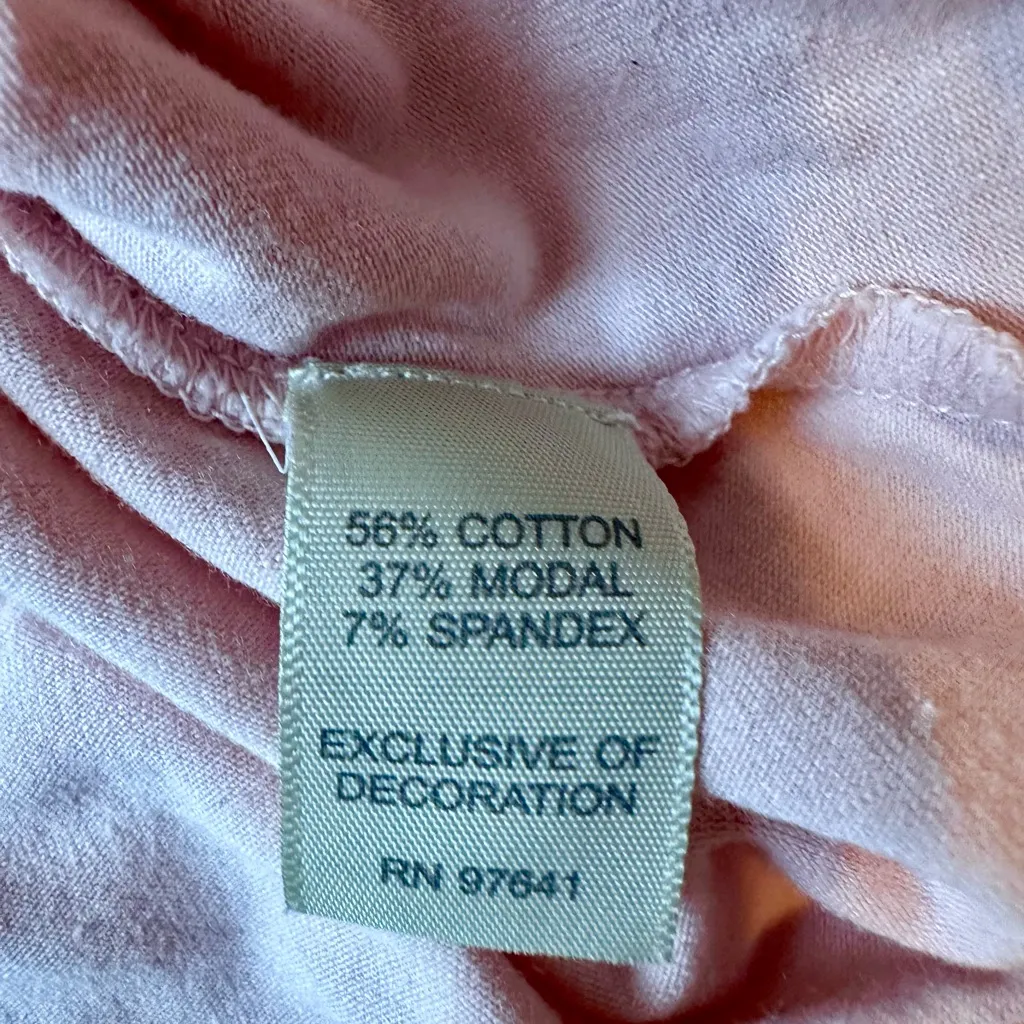 56% COTTON
37% MODAL
7% SPANDEX
EXCLUSIVE OF
DECORATION
RN 97641